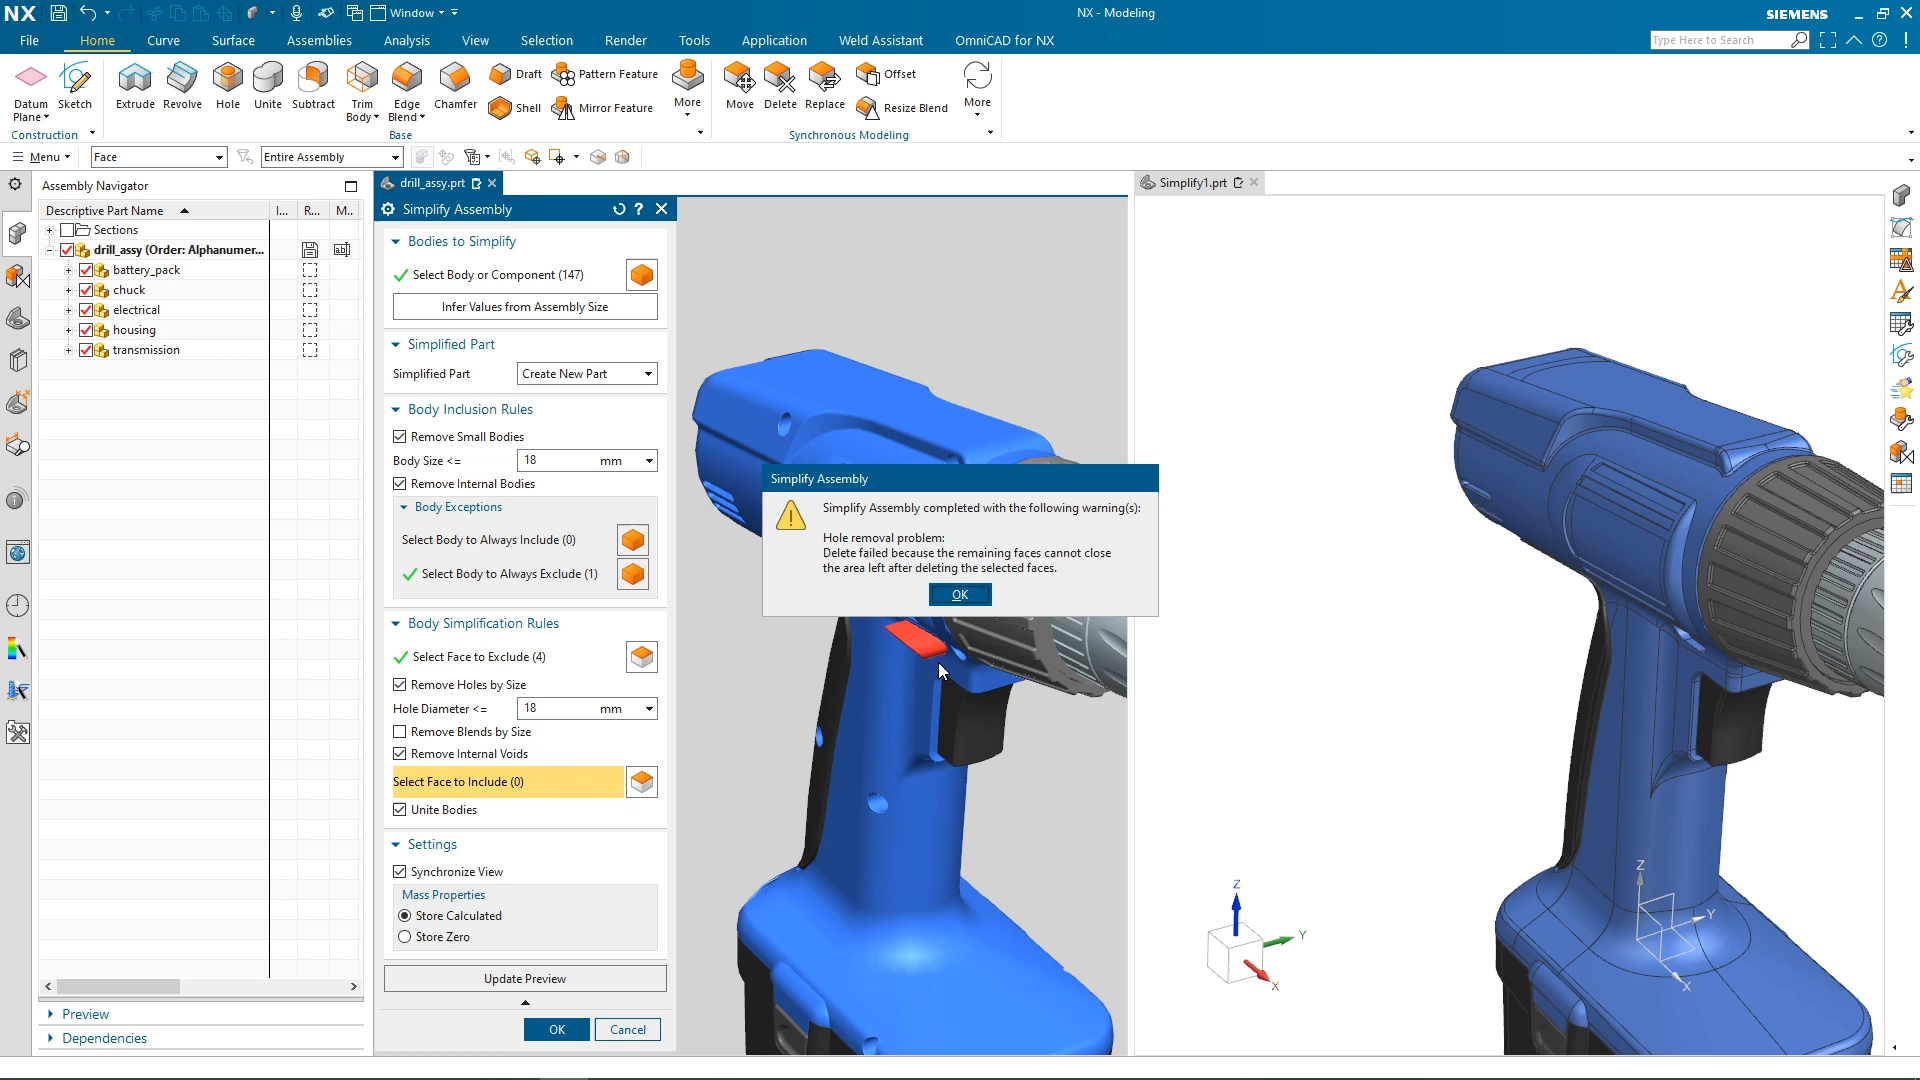 NX
Window
NX - Modeling
SIEMENS
File
Home
Curve
Surface
Assemblies
Analysis
View
Selection
Render
Tools
Application
Weld Assistant
OmniCAD for NX
Type Here to Search
Datum Plane
Sketch
Extrude
Revolve
Hole
Unite
Subtract
Trim Body
Edge Blend
Chamfer
Draft
Shell
Pattern Feature
Mirror Feature
More
Move
Delete
Replace
Offset
Resize Blend
More
Construction
Base
Synchronous Modeling
Menu
Face
Entire Assembly
Assembly Navigator
Descriptive Part Name
I...
R...
M..
Sections
drill_assy (Order: Alphanumer...
battery_pack
chuck
electrical
housing
transmission
Preview
Dependencies
drill_assy.prt
Simplify1.prt
Simplify Assembly
Bodies to Simplify
Select Body or Component (147)
Infer Values from Assembly Size
Simplified Part
Simplified Part
Create New Part
Body Inclusion Rules
Remove Small Bodies
Body Size <=
18
mm
Remove Internal Bodies
Body Exceptions
Select Body to Always Include (0)
Select Body to Always Exclude (1)
Body Simplification Rules
Select Face to Exclude (4)
Remove Holes by Size
Hole Diameter <=
18
mm
Remove Blends by Size
Remove Internal Voids
Select Face to Include (0)
Unite Bodies
Settings
Synchronize View
Mass Properties
Store Calculated
Store Zero
Update Preview
OK
Cancel
Simplify Assembly
Simplify Assembly completed with the following warning(s):
Hole removal problem:
Delete failed because the remaining faces cannot close
the area left after deleting the selected faces.
OK
Z
Y
X
Z
Y
X